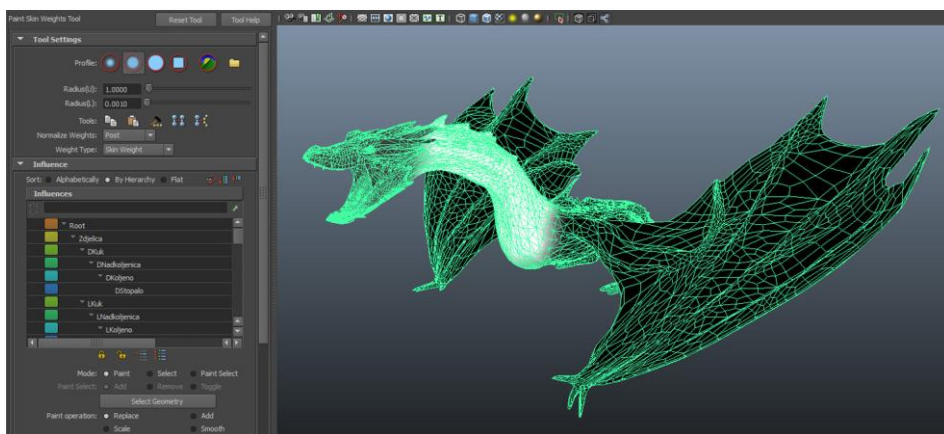 Paint Skin Weights Tool Reset Tool Tool Help
Tool Settings
Profile:
Radius(U): 1.0000
Radius(L): 0.0010
Tools:
Normalize Weights: Post
Weight Type: Skin Weight
Influence
Sort: Alphabetically By Hierarchy Flat
Influences
Root
Zdjelica
DKuk
DNadkoljenica
DKoljeno
DStopalo
LKuk
LNadkoljenica
LKoljeno
Mode: Paint Select Paint Select
Paint Select: Add Remove Toggle
Select Geometry
Paint operation: Replace Add
Scale Smooth